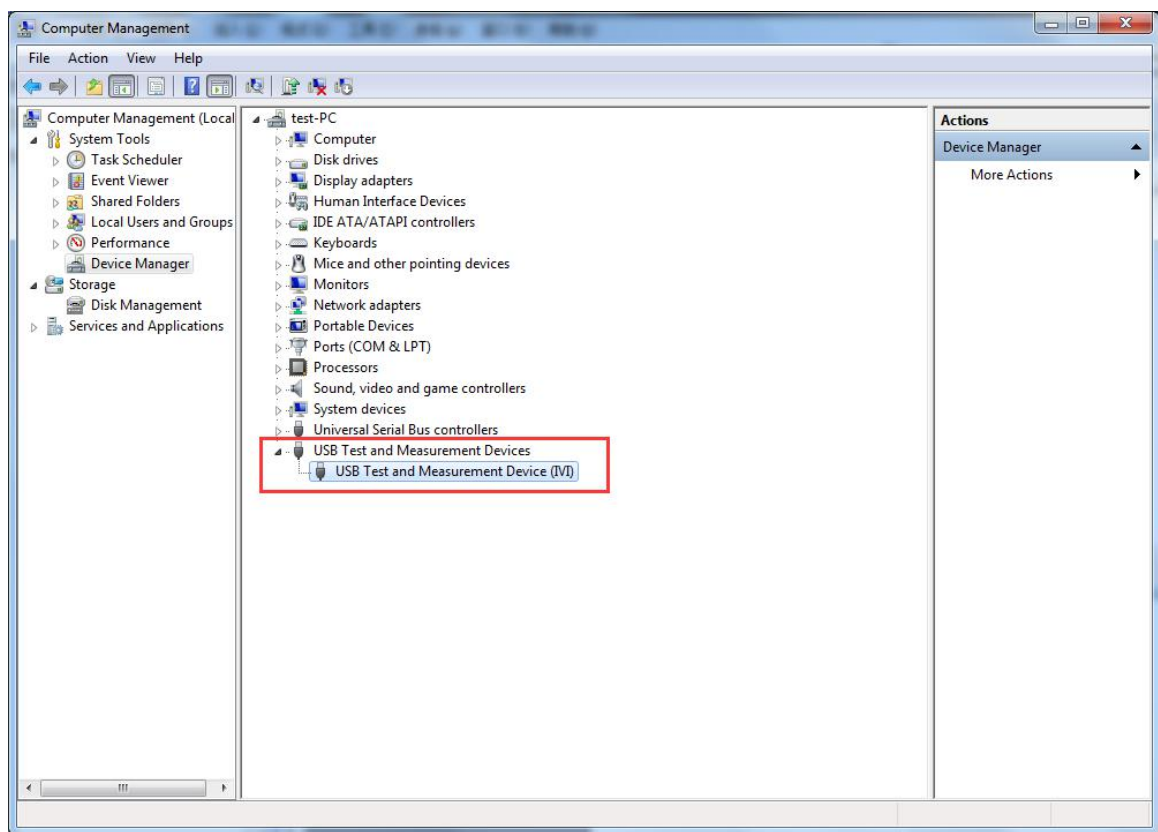 Computer Management
File Action View Help
Computer Management (Local
System Tools
Task Scheduler
Event Viewer
Shared Folders
Local Users and Groups
Performance
Device Manager
Storage
Disk Management
Services and Applications
test-PC
Computer
Disk drives
Display adapters
Human Interface Devices
IDE ATA/ATAPI controllers
Keyboards
Mice and other pointing devices
Monitors
Network adapters
Portable Devices
Ports (COM & LPT)
Processors
Sound, video and game controllers
System devices
Universal Serial Bus controllers
USB Test and Measurement Devices
USB Test and Measurement Device (IVI)
Actions
Device Manager
More Actions